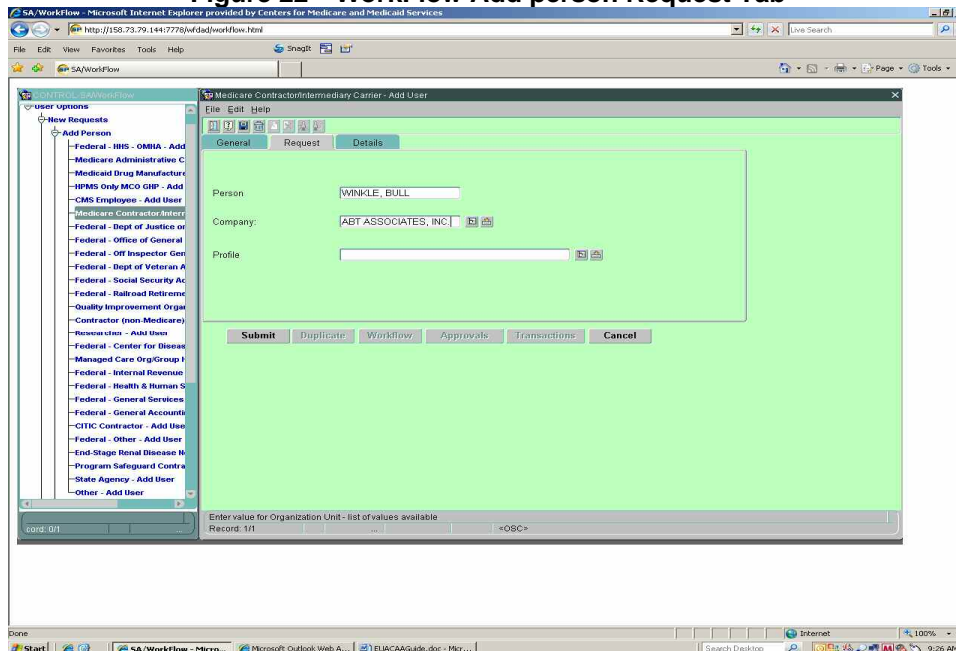 Figure 22 - WorkFlow Add person Request Tab
SA/WorkFlow - Microsoft Internet Explorer provided by Centers for Medicare and Medicaid Services
http://158.73.79.144:7778/wfdad/workflow.html
Live Search
File Edit View Favorites Tools Help
SnagIt
SA/WorkFlow
Page Tools
CONTROL-SA/WorkFlow
Medicare Contractor/Intermediary Carrier - Add User
User Options
File Edit Help
New Requests
Add Person
General Request Details
Federal - HHS - OMHA - Add
Medicare Administrative C
Medicaid Drug Manufacture
HPMS Only MCO GHP - Add
CMS Employee - Add User
Medicare Contractor/Interr
Federal - Dept of Justice or
Federal - Office of General
Federal - Off Inspector Gen
Federal - Dept of Veteran A
Federal - Social Security Ac
Federal - Railroad Retireme
Quality Improvement Organ
Contractor (non-Medicare)
Researcher - Add User
Federal - Center for Diseas
Managed Care Org/Group H
Federal - Internal Revenue
Federal - Health & Human S
Federal - General Services
Federal - General Accounti
CITIC Contractor - Add Use
Federal - Other - Add User
End-Stage Renal Disease N
Program Safeguard Contra
State Agency - Add User
Other - Add User
Person WINKLE, BULL
Company: ABT ASSOCIATES, INC.
Profile
Submit Duplicate Workflow Approvals Transactions Cancel
Enter value for Organization Unit - list of values available
cord: 0/1 ...
Record: 1/1 ... <OSC>
Done
Internet 100%
Start
SA/WorkFlow - Micro...
Microsoft Outlook Web A...
EUACAAGuide.doc - Micr...
Search Desktop
9:26 AM